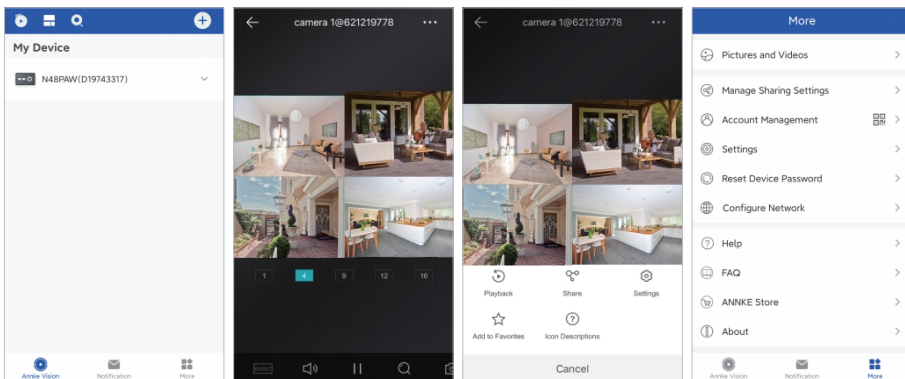 My Device
N48PAW(D19743317)
Annke Vision
Notification
More
camera 1@621219778
1 4 9 12 16
BASIC
camera 1@621219778
Playback
Share
Settings
Add to Favorites
Icon Descriptions
Cancel
More
Pictures and Videos
Manage Sharing Settings
Account Management
Settings
Reset Device Password
Configure Network
Help
FAQ
ANNKE Store
About
Annke Vision
Notification
More